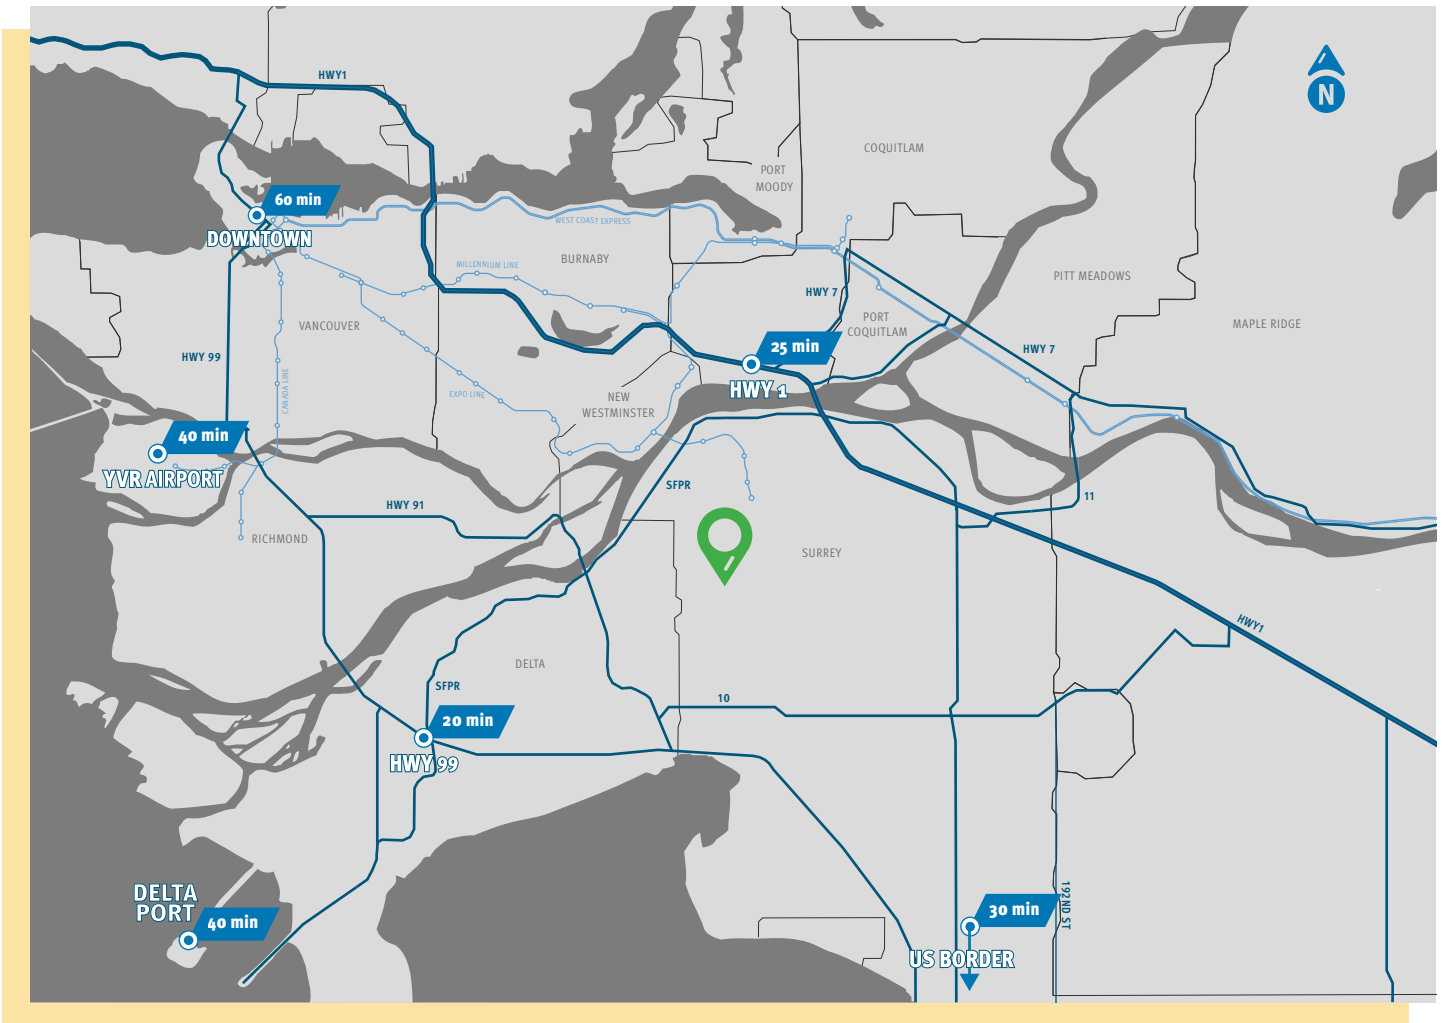 HWY1
N
COQUITLAM
PORT
MOODY
60 min
DOWNTOWN
WEST COAST EXPRESS
BURNABY
MILLENNIUM LINE
PITT MEADOWS
HWY 7
PORT
COQUITLAM
MAPLE RIDGE
VANCOUVER
25 min
HWY 7
HWY 99
CANADA LINE
HWY 1
EXPO LINE
NEW
WESTMINSTER
40 min
YVR AIRPORT
SFPR
11
HWY 91
RICHMOND
SURREY
HWY1
DELTA
SFPR
10
20 min
HWY 99
DELTA
PORT
40 min
30 min
192ND ST
US BORDER